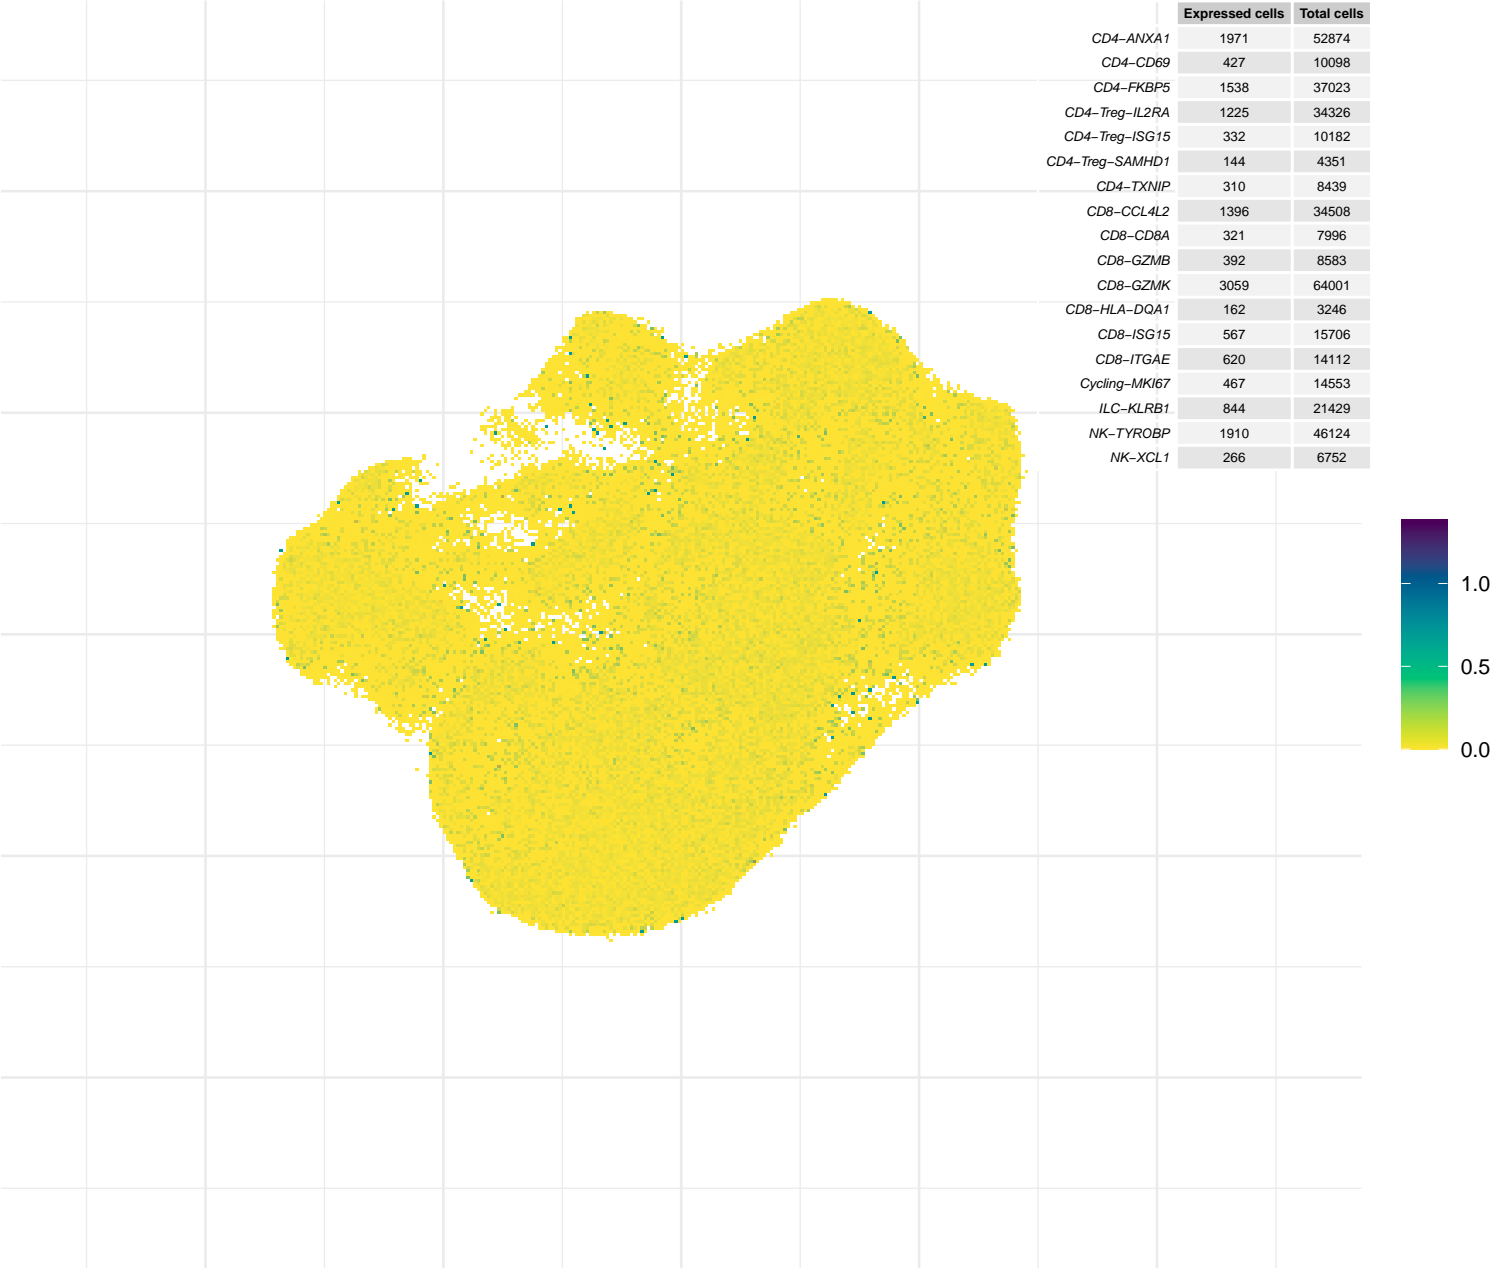 Expressed cells Total cells
CD4−ANXA1 1971 52874
CD4−CD69 427 10098
CD4−FKBP5 1538 37023
CD4−Treg−IL2RA 1225 34326
CD4−Treg−ISG15 332 10182
CD4−Treg−SAMHD1 144 4351
CD4−TXNIP 310 8439
CD8−CCL4L2 1396 34508
CD8−CD8A 321 7996
CD8−GZMB 392 8583
CD8−GZMK 3059 64001
CD8−HLA−DQA1 162 3246
CD8−ISG15 567 15706
CD8−ITGAE 620 14112
Cycling−MKI67 467 14553
ILC−KLRB1 844 21429
NK−TYROBP 1910 46124
NK−XCL1 266 6752
1.0
0.5
0.0